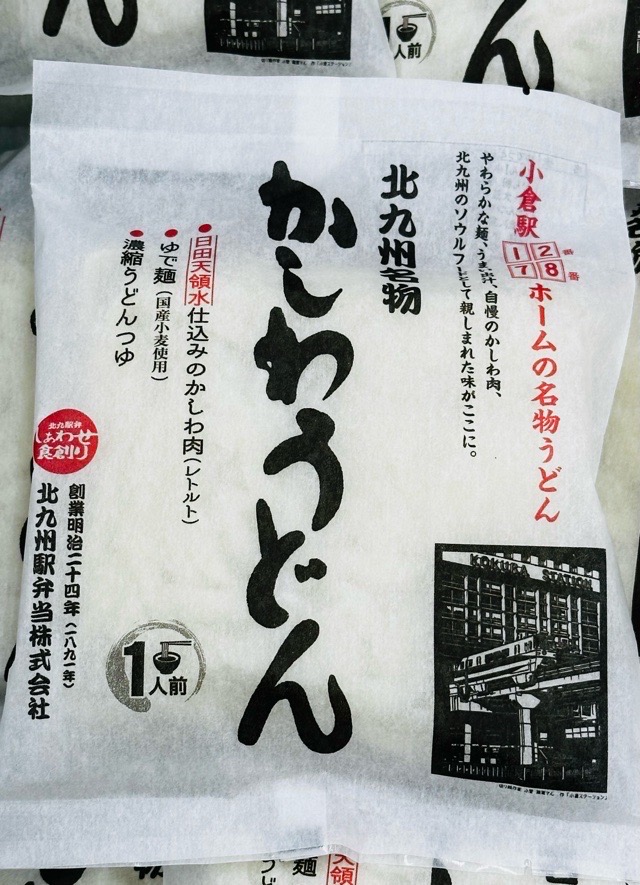 小倉駅
1 2番
7 8番
ホームの名物うどん
やわらかな麺、うま汁、自慢のかしわ肉、
北九州のソウルフードとして親しまれた味がここに。
北九州名物
かしわうどん
●日田天領水仕込みのかしわ肉(レトルト)
●ゆで麺(国産小麦使用)
●濃縮うどんつゆ
北九駅弁
しあわせ
食創り
創業明治二十四年(一八九一年)
北九州駅弁当株式会社
1人前
KOKURA STATION
人前
ん
麺